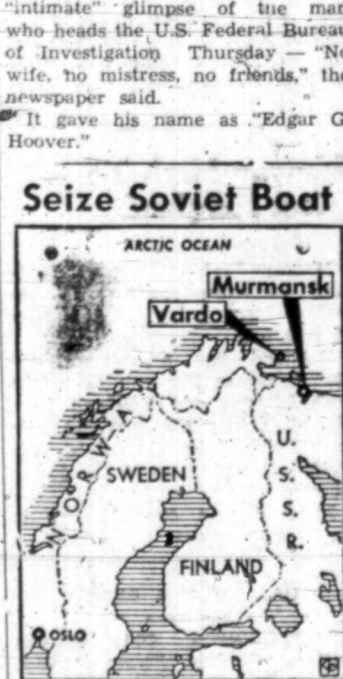 "intimate" glimpse of the man
who heads the U.S. Federal Bureau
of Investigation Thursday — "No
wife, no mistress, no friends," the
newspaper said.
It gave his name as "Edgar G
Hoover."
Seize Soviet Boat
ARCTIC OCEAN
Murmansk
Vardo
NORWAY
SWEDEN
U.S.S.R.
FINLAND
OSLO